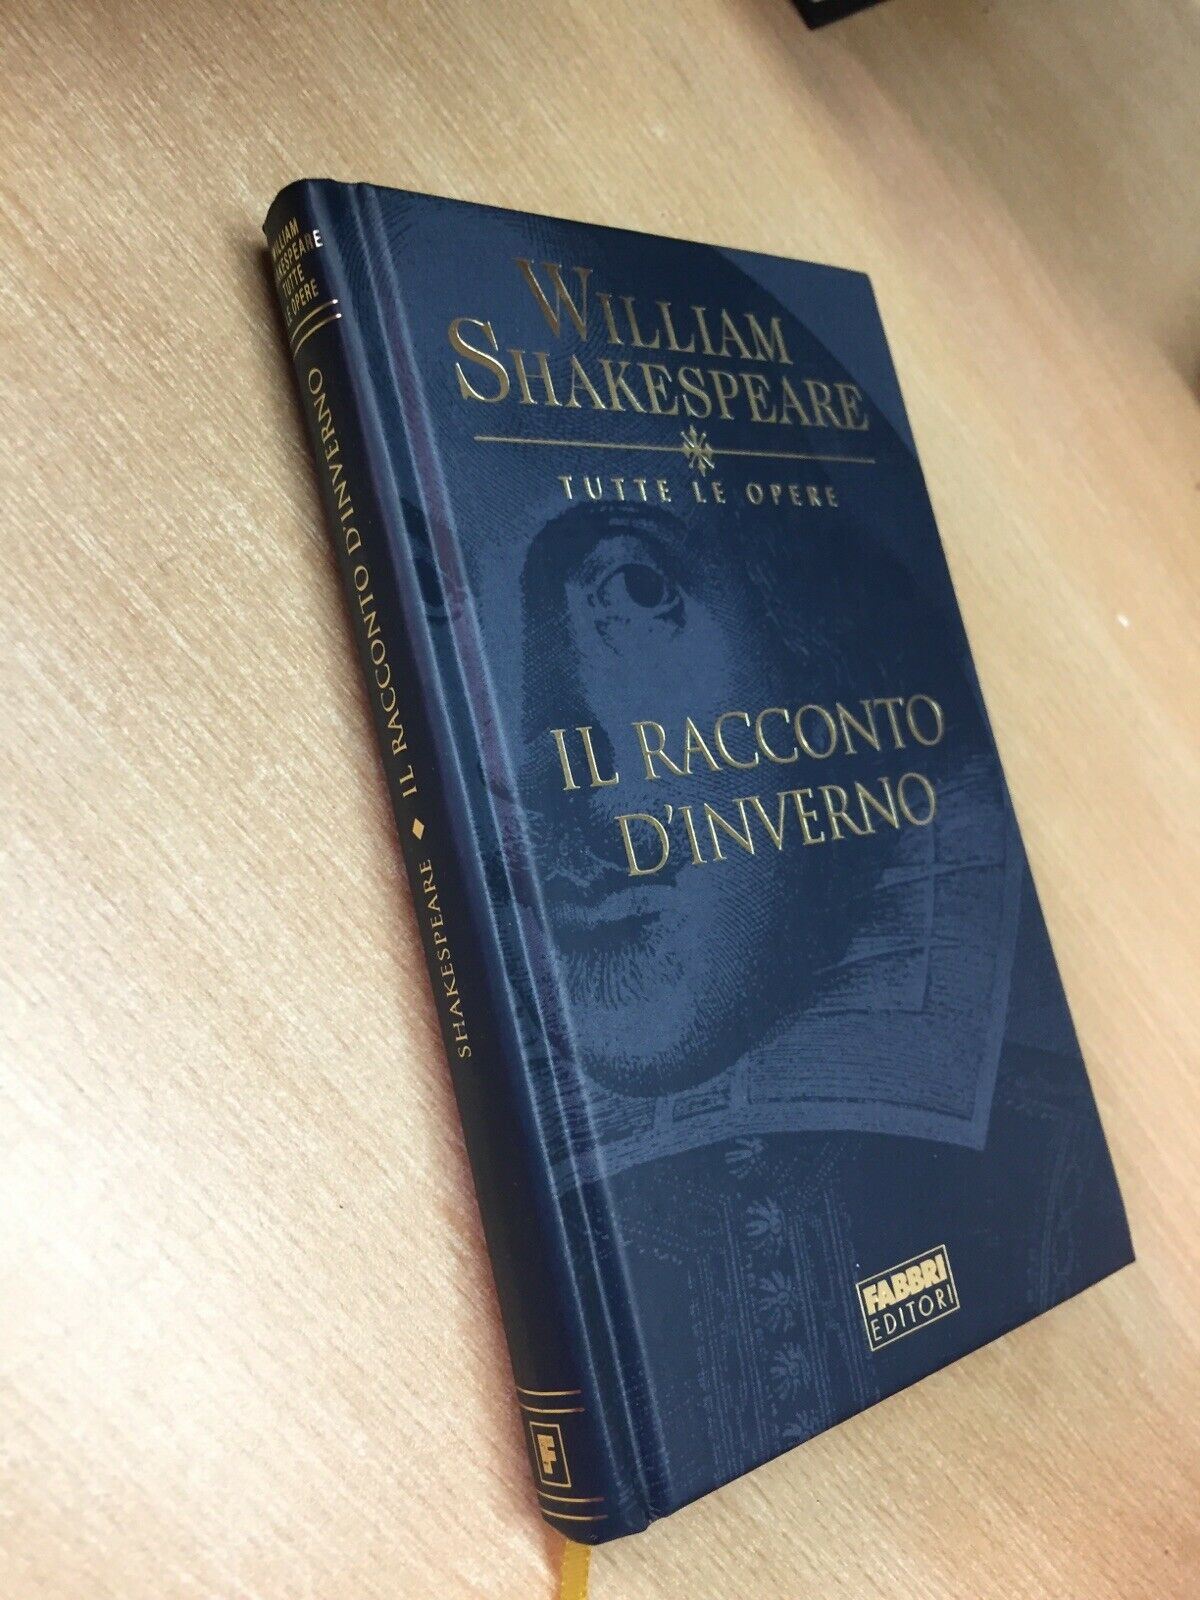 WILLIAM
SHAKESPEARE
TUTTE LE OPERE
IL RACCONTO
D'INVERNO
FABBRI
EDITORI
WILLIAM
SHAKESPEARE
TUTTE
LE OPERE
SHAKESPEARE ◆ IL RACCONTO D'INVERNO
F